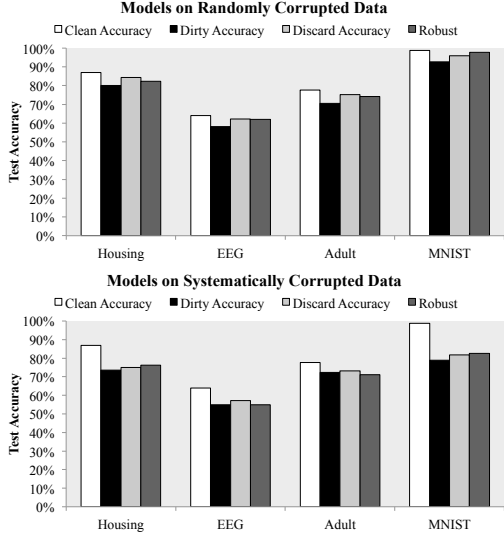 Models on Randomly Corrupted Data
Clean Accuracy Dirty Accuracy Discard Accuracy Robust
Test Accuracy
100%
90%
80%
70%
60%
50%
40%
30%
20%
10%
0%
Housing EEG Adult MNIST
Models on Systematically Corrupted Data
Clean Accuracy Dirty Accuracy Discard Accuracy Robust
Test Accuracy
100%
90%
80%
70%
60%
50%
40%
30%
20%
10%
0%
Housing EEG Adult MNIST